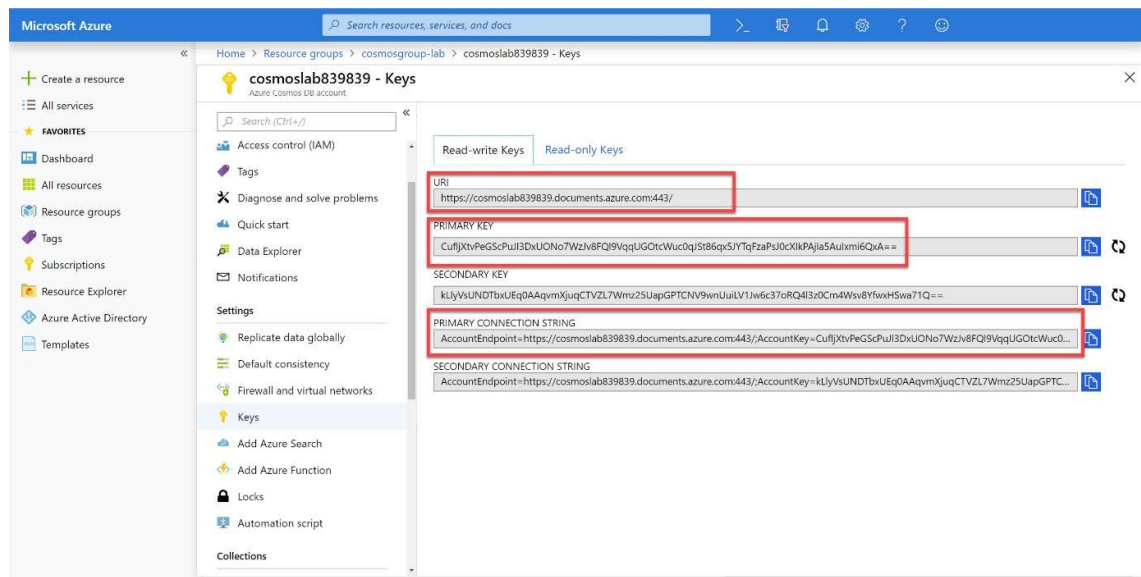 Microsoft Azure
Search resources, services, and docs
Home > Resource groups > cosmosgroup-lab > cosmoslab839839 - Keys
Create a resource
All services
FAVORITES
Dashboard
All resources
Resource groups
Tags
Subscriptions
Resource Explorer
Azure Active Directory
Templates
cosmoslab839839 - Keys
Azure Cosmos DB account
Search (Ctrl+/)
Access control (IAM)
Tags
Diagnose and solve problems
Quick start
Data Explorer
Notifications
Settings
Replicate data globally
Default consistency
Firewall and virtual networks
Keys
Add Azure Search
Add Azure Function
Locks
Automation script
Collections
Read-write Keys Read-only Keys
URI
https://cosmoslab839839.documents.azure.com:443/
PRIMARY KEY
SECONDARY KEY
PRIMARY CONNECTION STRING
AccountEndpoint=https://cosmoslab839839.documents.azure.com:443/;AccountKey=
SECONDARY CONNECTION STRING
AccountEndpoint=https://cosmoslab839839.documents.azure.com:443/;AccountKey=